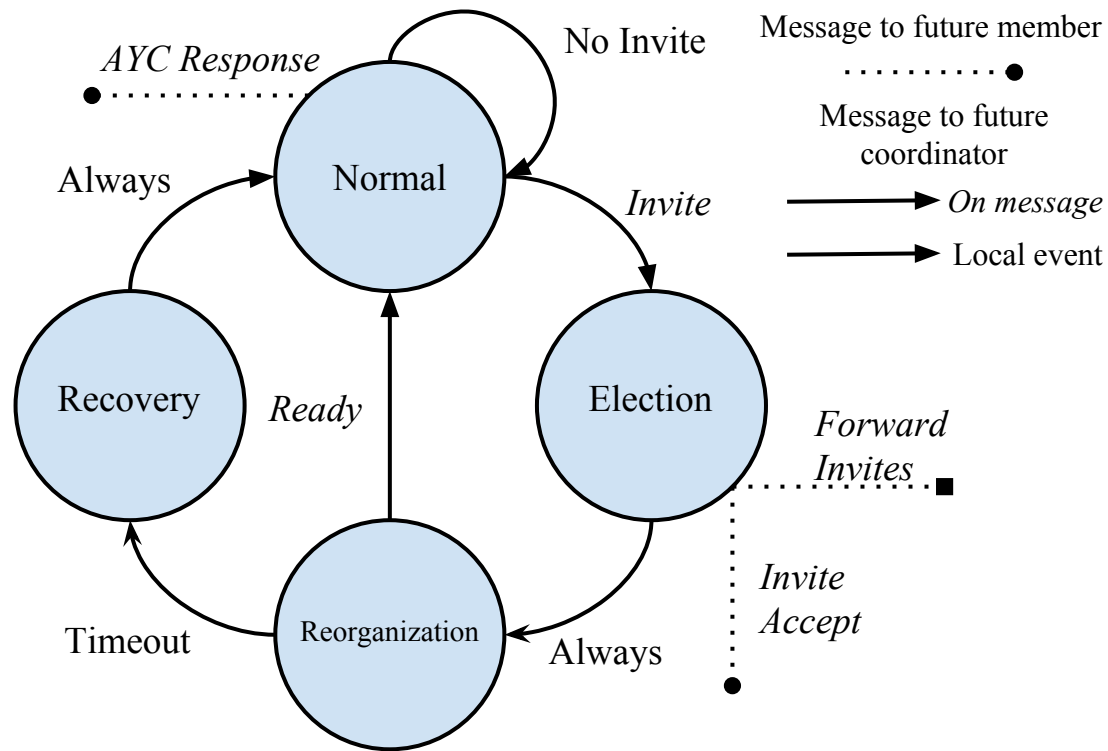 AYC Response
No Invite
Message to future member
Message to future
coordinator
On message
Local event
Always
Normal
Invite
Recovery
Ready
Election
Forward
Invites
Timeout
Reorganization
Always
Invite
Accept